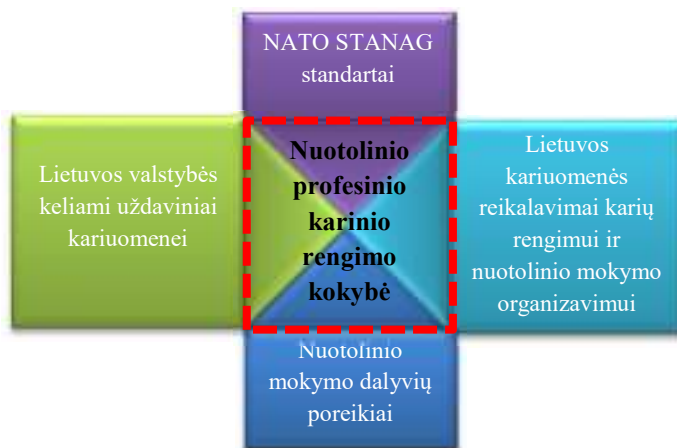 NATO STANAG
standartai
Lietuvos valstybės
keliami uždaviniai
kariuomenei
Nuotolinio
profesinio
karinio
rengimo
kokybė
Lietuvos
kariuomenės
reikalavimai karių
rengimui ir
nuotolinio mokymo
organizavimui
Nuotolinio
mokymo dalyvių
poreikiai